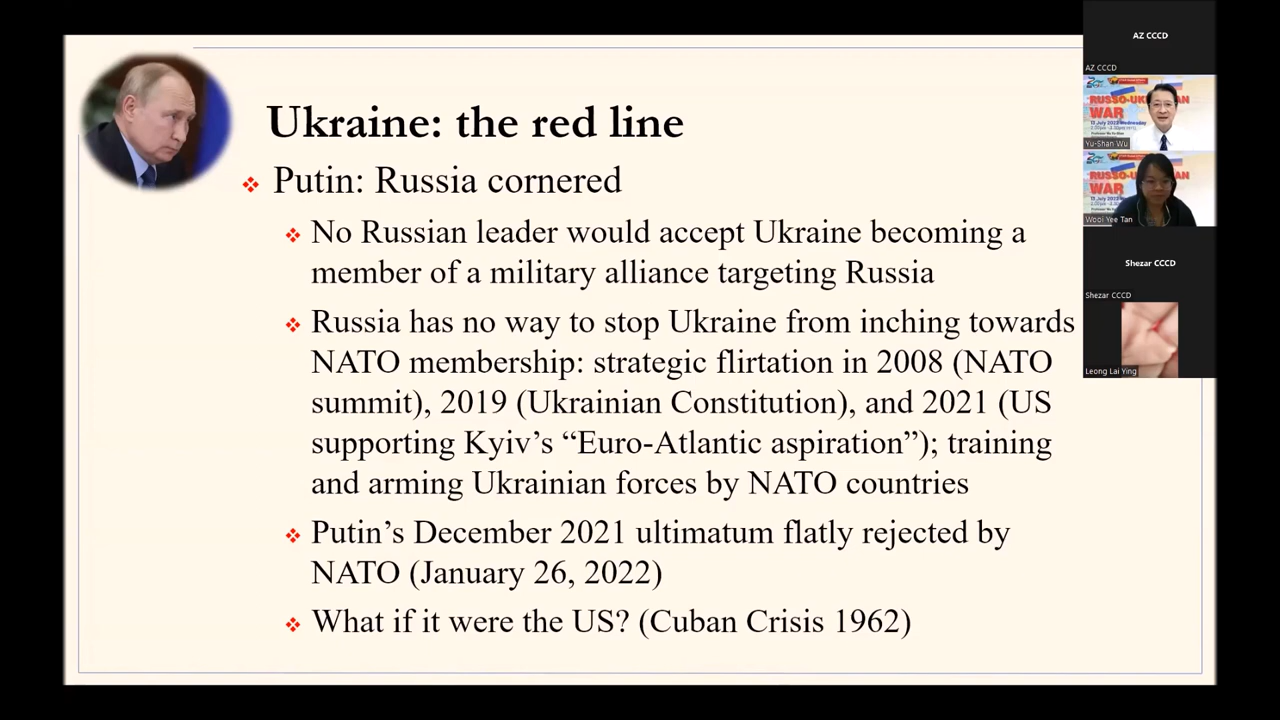 Ukraine: the red line
Putin: Russia cornered
No Russian leader would accept Ukraine becoming a
member of a military alliance targeting Russia
Russia has no way to stop Ukraine from inching towards
NATO membership: strategic flirtation in 2008 (NATO
summit), 2019 (Ukrainian Constitution), and 2021 (US
supporting Kyiv’s “Euro-Atlantic aspiration”); training
and arming Ukrainian forces by NATO countries
Putin’s December 2021 ultimatum flatly rejected by
NATO (January 26, 2022)
What if it were the US? (Cuban Crisis 1962)
AZ CCCD
AZ CCCD
WAR
Yu-Shan Wu
WAR
Wooi Yee Tan
Shezar CCCD
Shezar CCCD
Leong Lai Ying